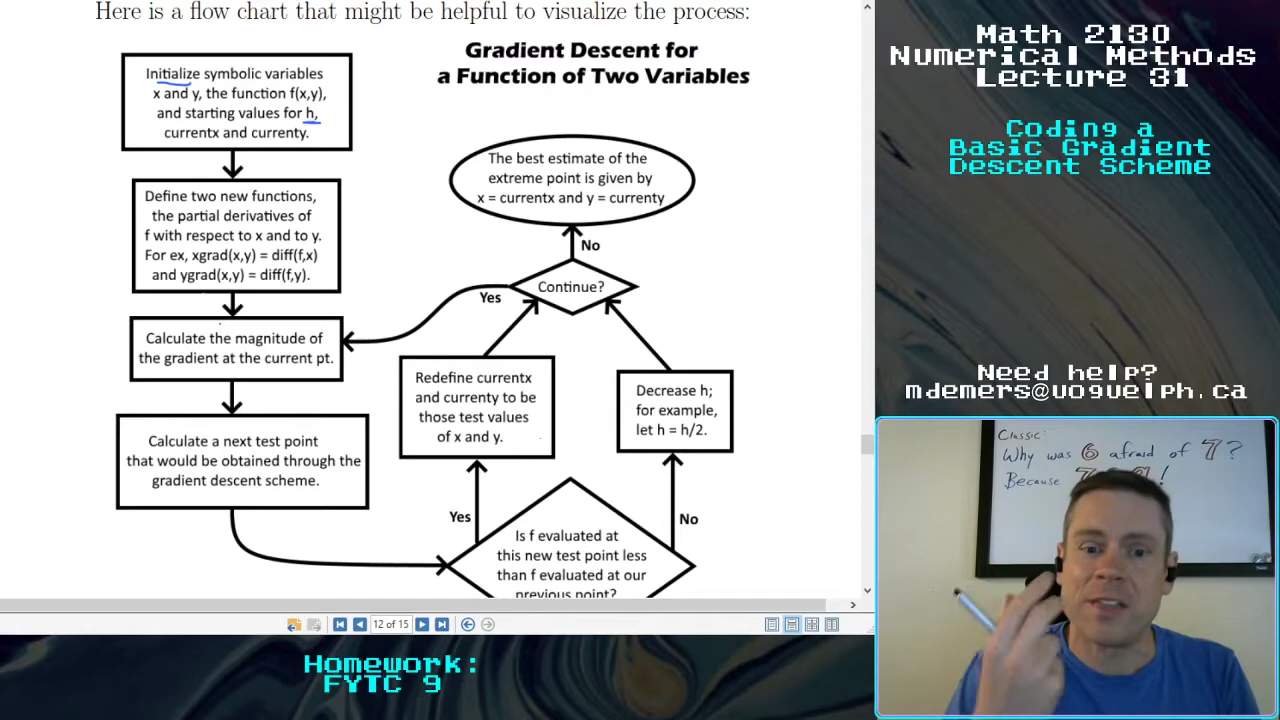 Here is a flow chart that might be helpful to visualize the process:
Gradient Descent for
a Function of Two Variables
Initialize symbolic variables
x and y, the function f(x,y),
and starting values for h,
currentx and currenty.
Define two new functions,
the partial derivatives of
f with respect to x and to y.
For ex, xgrad(x,y) = diff(f,x)
and ygrad(x,y) = diff(f,y).
Calculate the magnitude of
the gradient at the current pt.
Calculate a next test point
that would be obtained through the
gradient descent scheme.
The best estimate of the
extreme point is given by
x = currentx and y = currenty
No
Continue?
Yes
Redefine currentx
and currenty to be
those test values
of x and y.
Decrease h;
for example,
let h = h/2.
Yes
No
Is f evaluated at
this new test point less
than f evaluated at our
previous point?
12 of 15
Homework:
FYTC 9
Math 2130
Numerical Methods
Lecture 31
Coding a
Basic Gradient
Descent Scheme
Need help?
mdemers@uoguelph.ca
Classic:
Why was 6 afraid of 7?
Because 7 !